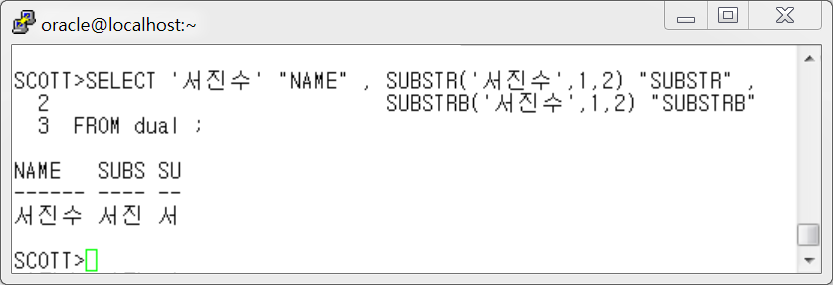 oracle@localhost:~
SCOTT>SELECT '서진수' "NAME" , SUBSTR('서진수',1,2) "SUBSTR" ,
2 SUBSTRB('서진수',1,2) "SUBSTRB"
3 FROM dual ;
NAME SUBS SU
------ ---- --
서진수 서진 서
SCOTT>